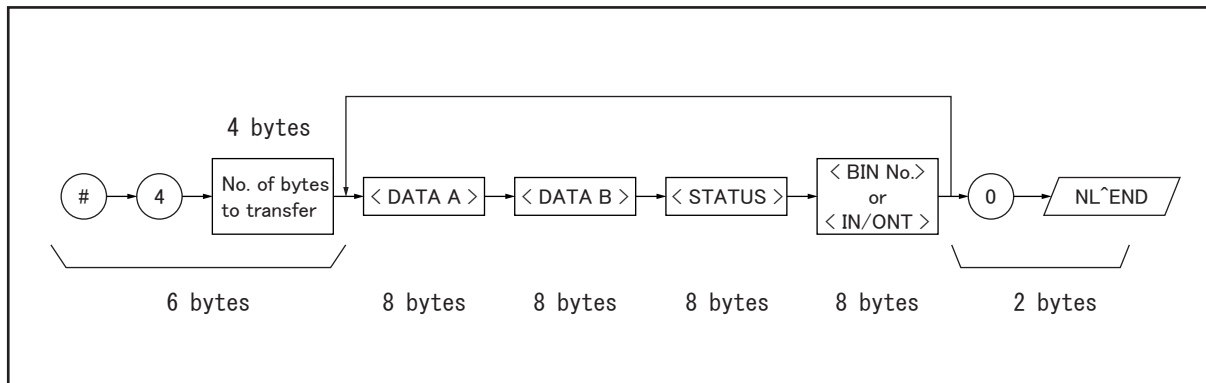 4 bytes
#
4
No. of bytes
to transfer
< DATA A >
< DATA B >
< STATUS >
< BIN No.>
or
< IN/ONT >
0
NL^END
6 bytes
8 bytes
8 bytes
8 bytes
8 bytes
2 bytes